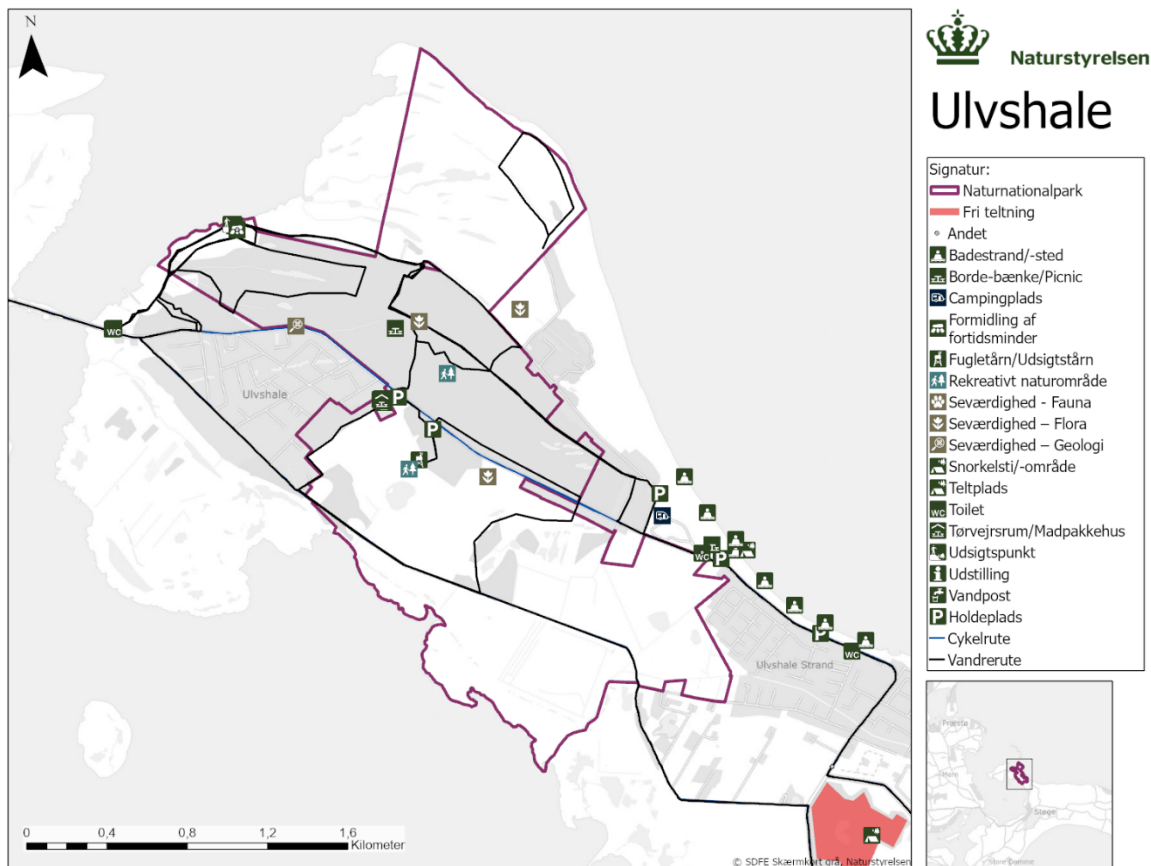 N
Naturstyrelsen
Ulvshale
Signatur:
Naturnationalpark
Fri teltning
Andet
Badestrand/-sted
Borde-bænke/Picnic
Campingplads
Formidling af
fortidsminder
Fugletårn/Udsigtstårn
Rekreativt naturområde
Seværdighed - Fauna
Seværdighed – Flora
Seværdighed – Geologi
Snorkelsti/-område
Teltplads
WC Toilet
Tørvejrsrum/Madpakkehus
Udsigtspunkt
Udstilling
Vandpost
P Holdeplads
Cykelrute
Vandrerute
WC
Ulvshale
P
P
P
WC
P
Ulvshale Strand
P
WC
0 0,4 0,8 1,2 1,6
Kilometer
© SDFE Skærmkort grå, Naturstyrelsen
Præstø
Stege